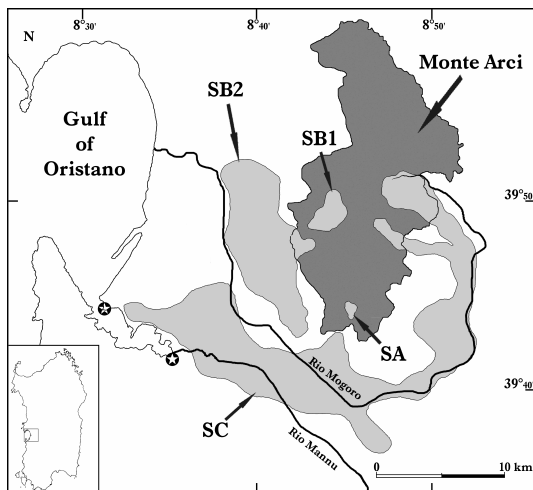 8°30'
8°40'
8°50'
N
Monte Arci
SB2
Gulf
of
Oristano
SB1
39°50
SA
Rio Mogoro
39°40
SC
Rio Mannu
0
10 km